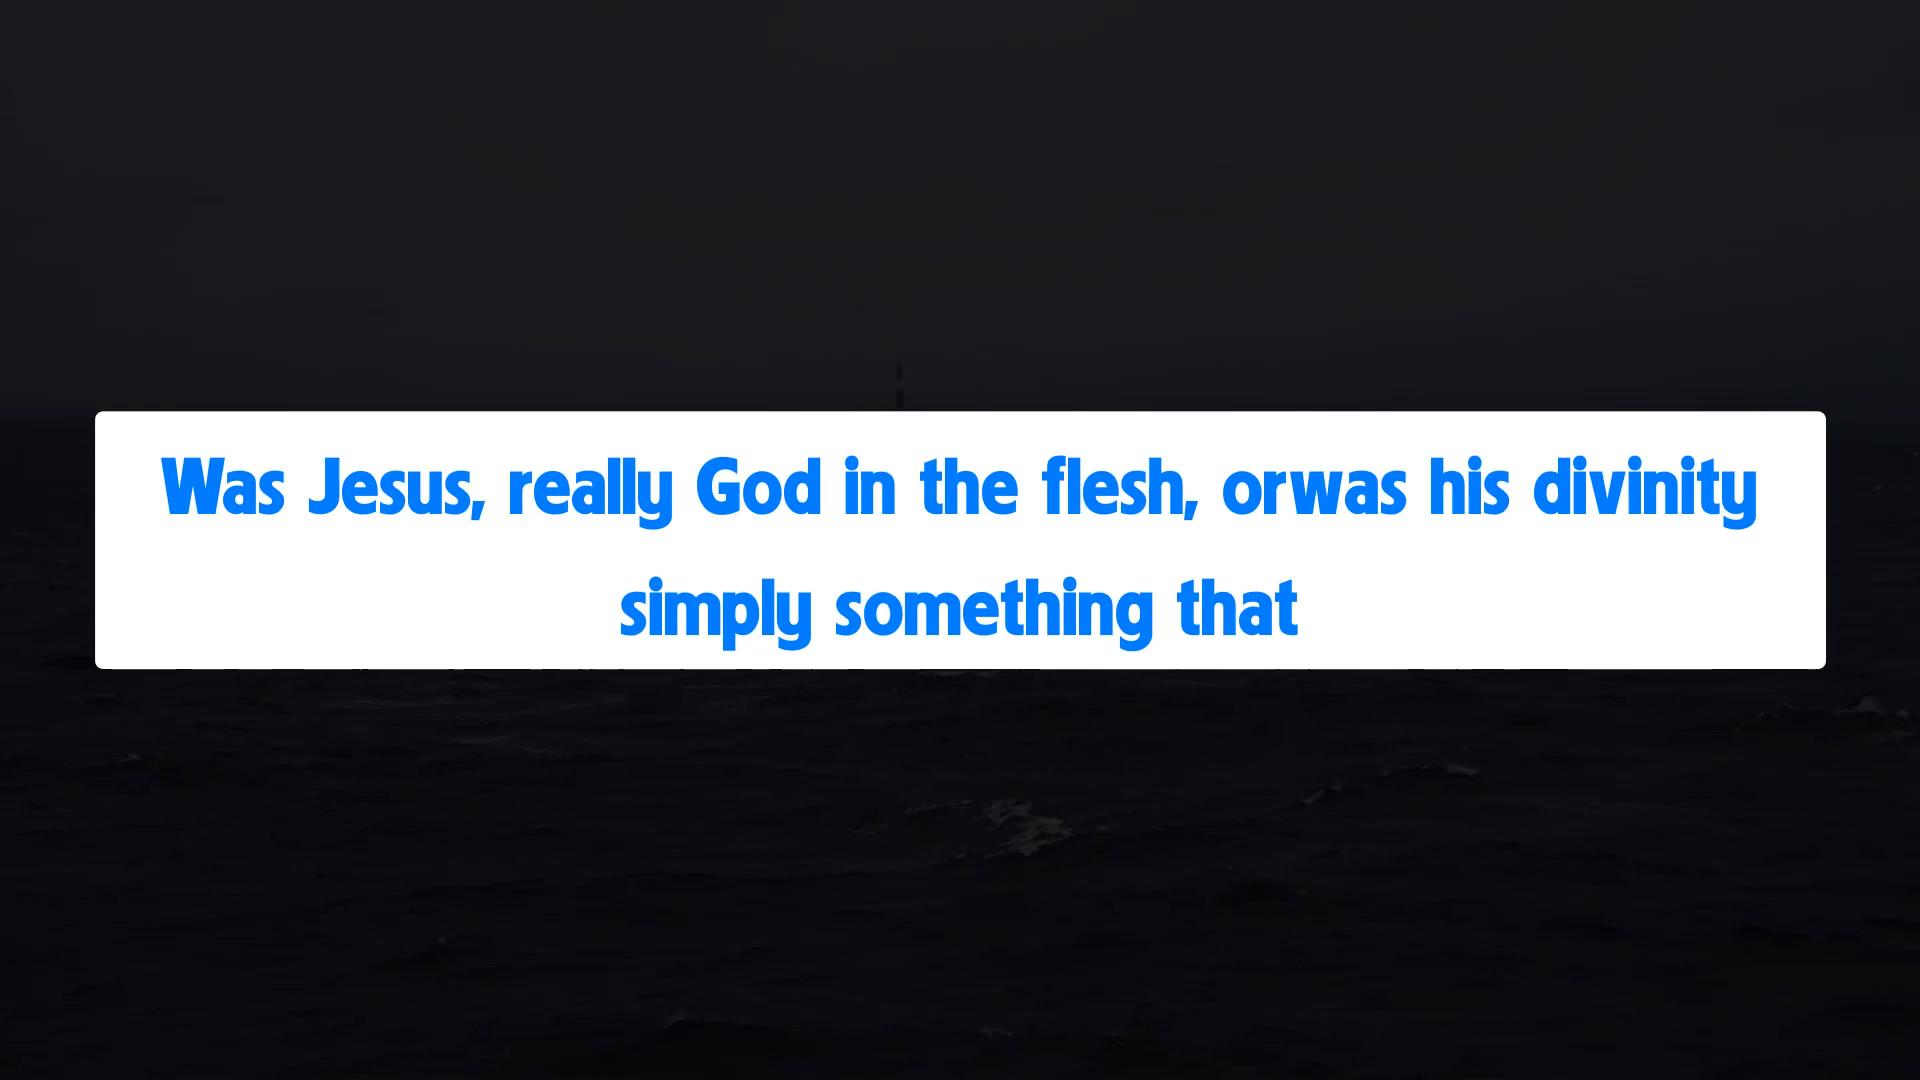 Was Jesus, really God in the flesh, orwas his divinity
simply something that